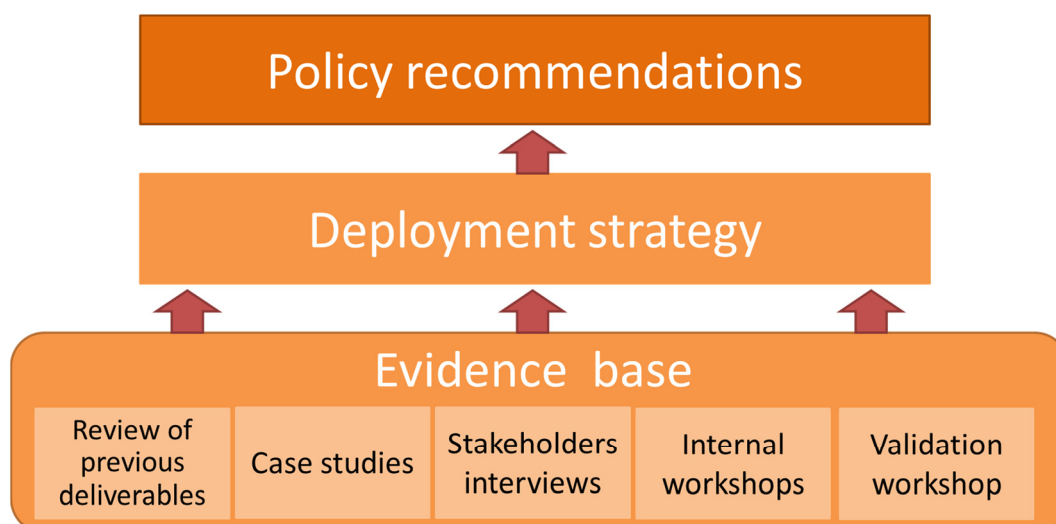 Policy recommendations
Deployment strategy
Evidence base
Review of
previous
deliverables
Case studies
Stakeholders
interviews
Internal
workshops
Validation
workshop